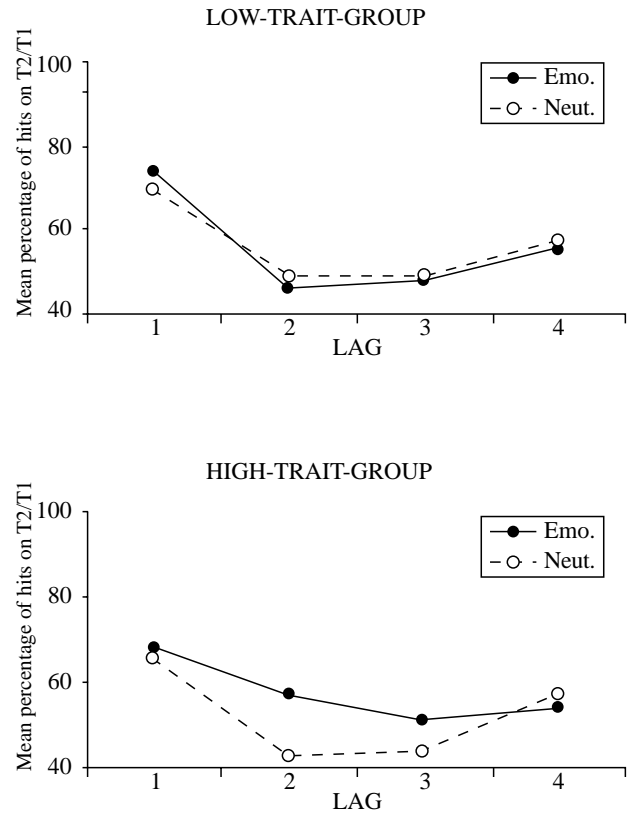 LOW-TRAIT-GROUP
Mean percentage of hits on T2/T1
100
80
60
40
Emo.
Neut.
1 2 3 4
LAG
HIGH-TRAIT-GROUP
Mean percentage of hits on T2/T1
100
80
60
40
Emo.
Neut.
1 2 3 4
LAG